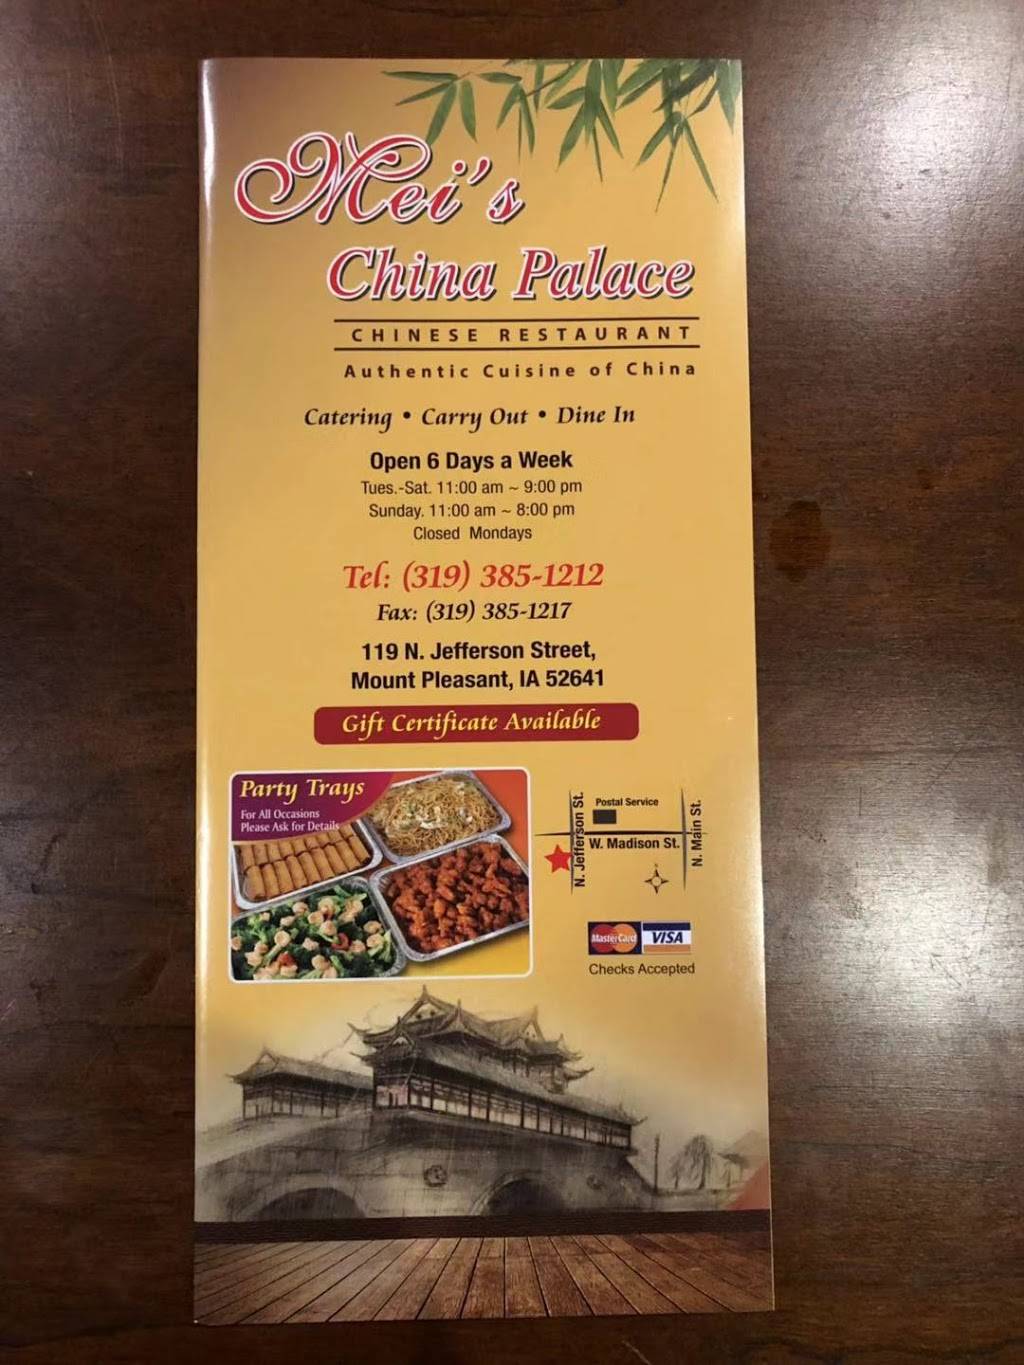 Mei's
China Palace
CHINESE RESTAURANT
Authentic Cuisine of China
Catering • Carry Out • Dine In
Open 6 Days a Week
Tues.-Sat. 11:00 am ~ 9:00 pm
Sunday. 11:00 am ~ 8:00 pm
Closed Mondays
Tel: (319) 385-1212
Fax: (319) 385-1217
119 N. Jefferson Street,
Mount Pleasant, IA 52641
Gift Certificate Available
Party Trays
For All Occasions
Please Ask for Details
N. Jefferson St.
Postal Service
W. Madison St.
N. Main St.
MasterCard
VISA
Checks Accepted